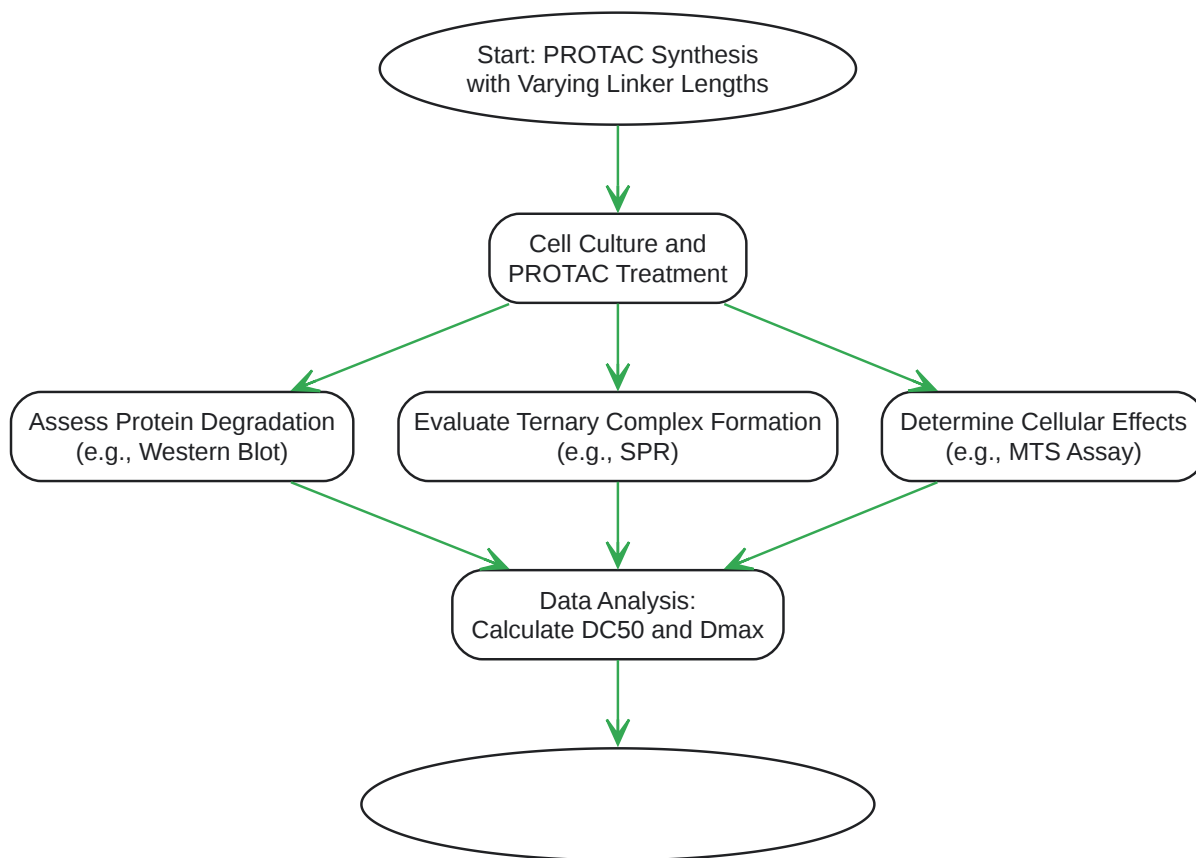 Start: PROTAC Synthesis
with Varying Linker Lengths
Cell Culture and
PROTAC Treatment
Assess Protein Degradation
(e.g., Western Blot)
Evaluate Ternary Complex Formation
(e.g., SPR)
Determine Cellular Effects
(e.g., MTS Assay)
Data Analysis:
Calculate DC50 and Dmax